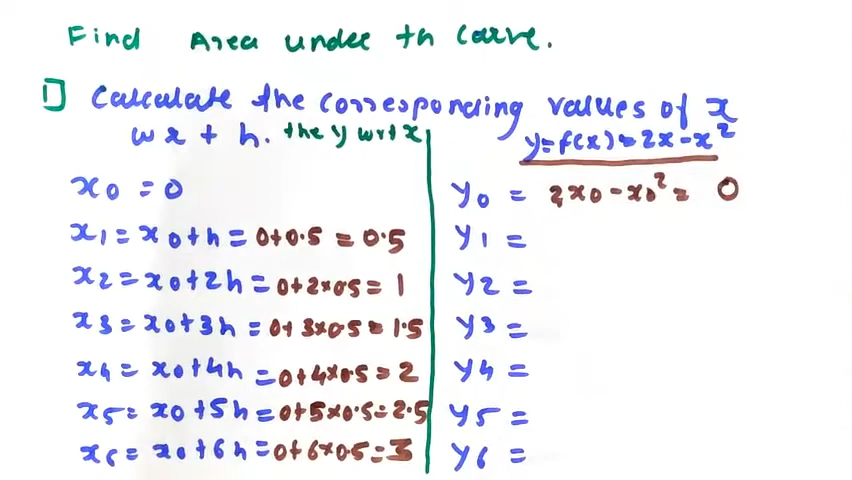 Find Area under th Curve.
1] Calculate the corresponding values of x
w r t h. the y wrt x
y=f(x)=2x-x²
x0 = 0
y0 = 2x0-x0² = 0
x1 = x0+h = 0+0.5 = 0.5
y1 =
x2 = x0+2h = 0+2×0.5 = 1
y2 =
x3 = x0+3h = 0+3×0.5 = 1.5
y3 =
x4 = x0+4h = 0+4×0.5 = 2
y4 =
x5 = x0+5h = 0+5×0.5 = 2.5
y5 =
x6 = x0+6h = 0+6×0.5 = 3
y6 =